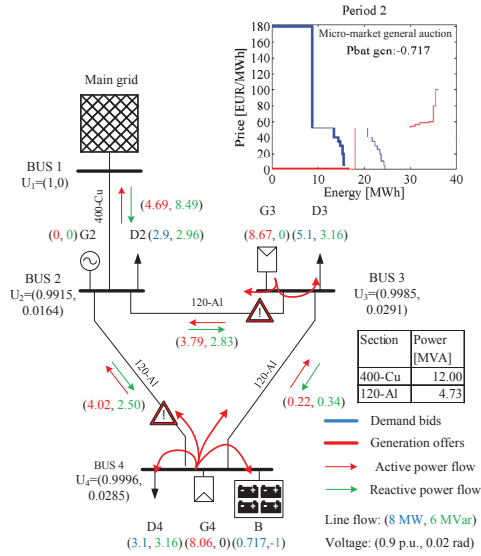 Period 2
Micro-market general auction
Pbat gen:-0.717
Price [EUR/MWh]
180
160
140
120
100
80
60
40
20
0
0 10 20 30 40
Energy [MWh]
Main grid
BUS 1
U1=(1,0)
400-Cu
(4.69, 8.49)
(0, 0) G2
D2 (2.9, 2.96)
BUS 2
U2=(0.9915, 0.0164)
G3 D3
(8.67, 0) (5.1, 3.16)
BUS 3
U3=(0.9985, 0.0291)
120-Al
(3.79, 2.83)
120-Al
(4.02, 2.50)
120-Al
(0.22, 0.34)
BUS 4
U4=(0.9996, 0.0285)
D4 G4 B
(3.1, 3.16) (8.06, 0) (0.717,-1)
Section Power [MVA]
400-Cu 12.00
120-Al 4.73
Demand bids
Generation offers
Active power flow
Reactive power flow
Line flow: (8 MW, 6 MVar)
Voltage: (0.9 p.u., 0.02 rad)